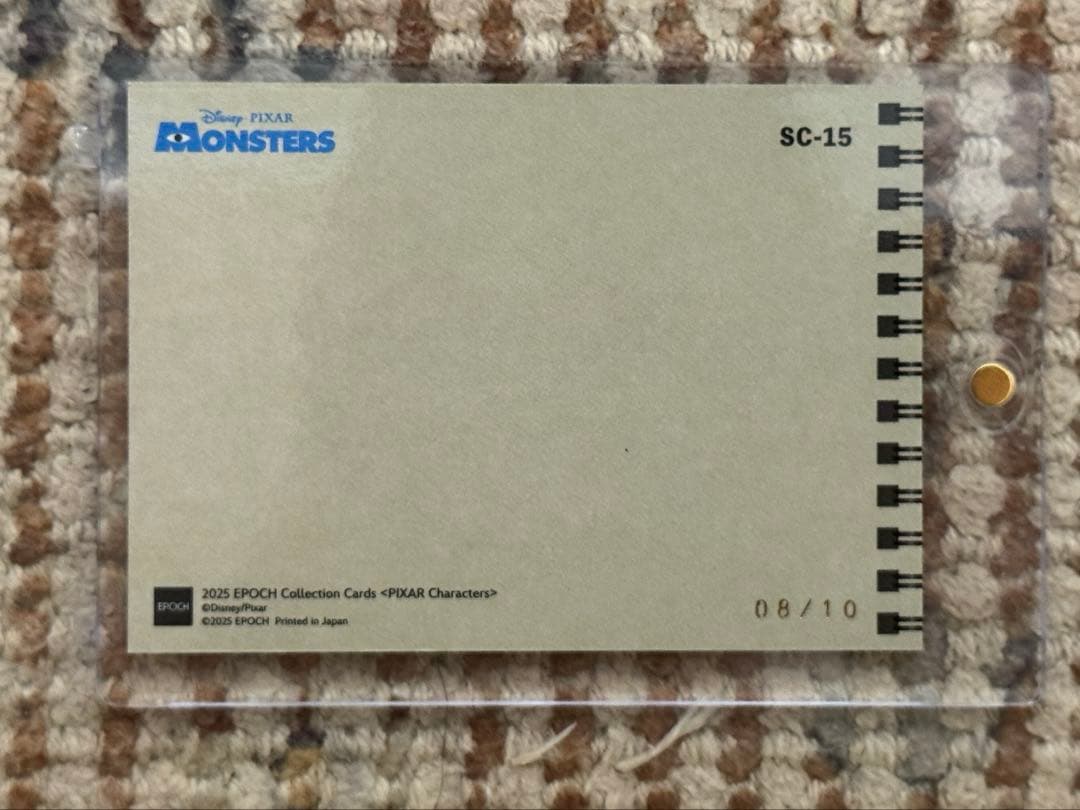 Disney PIXAR
MONSTERS
SC-15
EPOCH
2025 EPOCH Collection Cards <PIXAR Characters>
©Disney/Pixar
©2025 EPOCH Printed in Japan
08/10